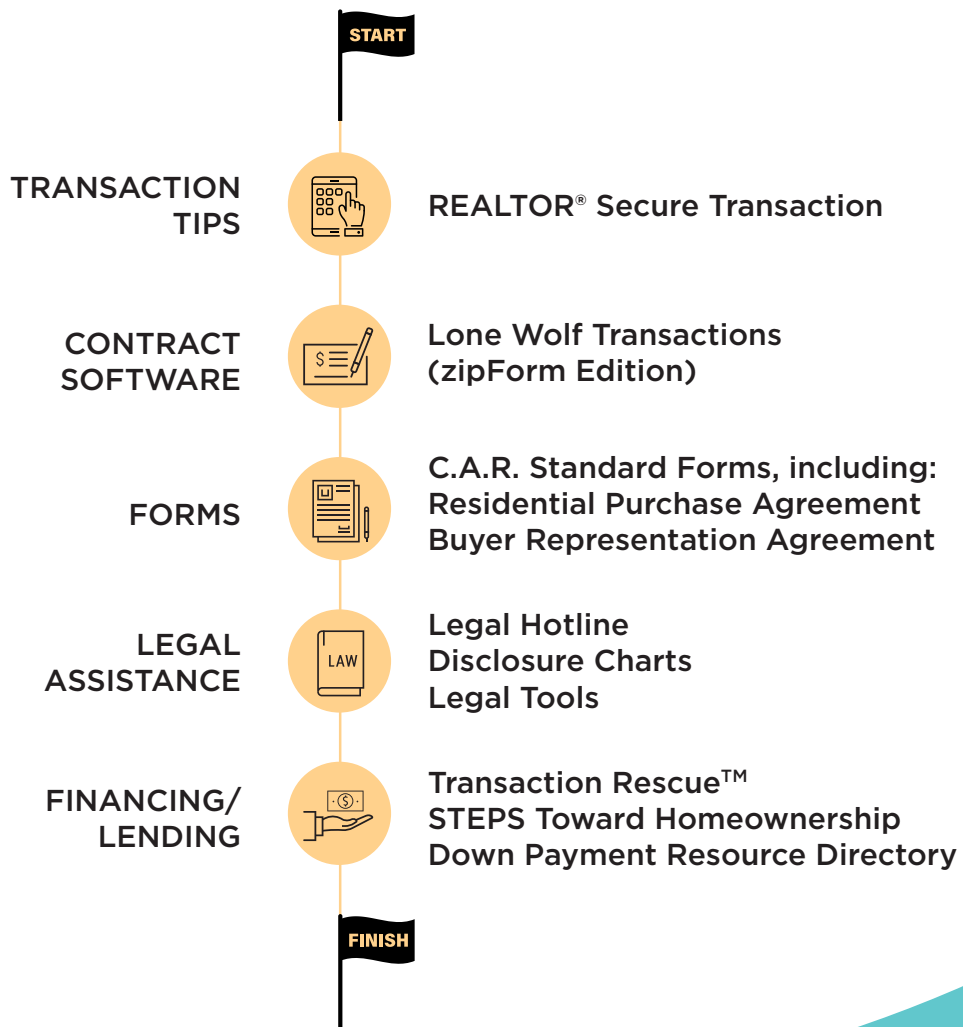 START
TRANSACTION
TIPS
REALTOR® Secure Transaction
CONTRACT
SOFTWARE
Lone Wolf Transactions
(zipForm Edition)
$
FORMS
C.A.R. Standard Forms, including:
Residential Purchase Agreement
Buyer Representation Agreement
LEGAL
ASSISTANCE
LAW
Legal Hotline
Disclosure Charts
Legal Tools
FINANCING/
LENDING
$
Transaction Rescue™
STEPS Toward Homeownership
Down Payment Resource Directory
FINISH